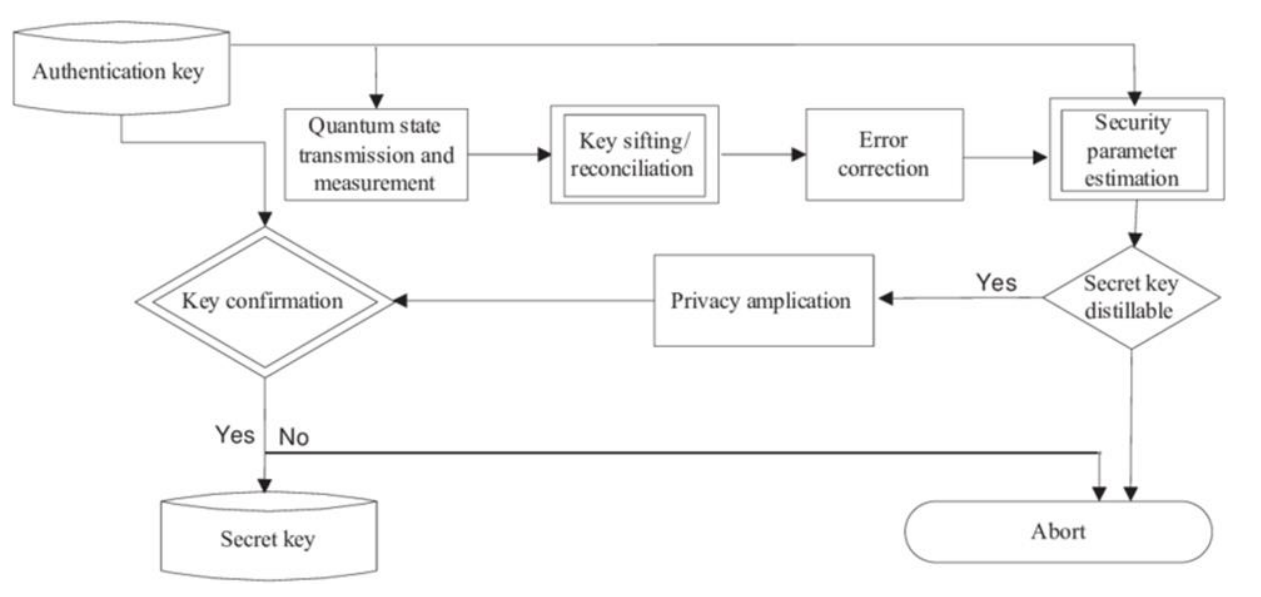 Authentication key
Quantum state
transmission and
measurement
Key sifting/
reconciliation
Error
correction
Security
parameter
estimation
Key confirmation
Privacy amplication
Yes
Secret key
distillable
Yes
No
Secret key
Abort